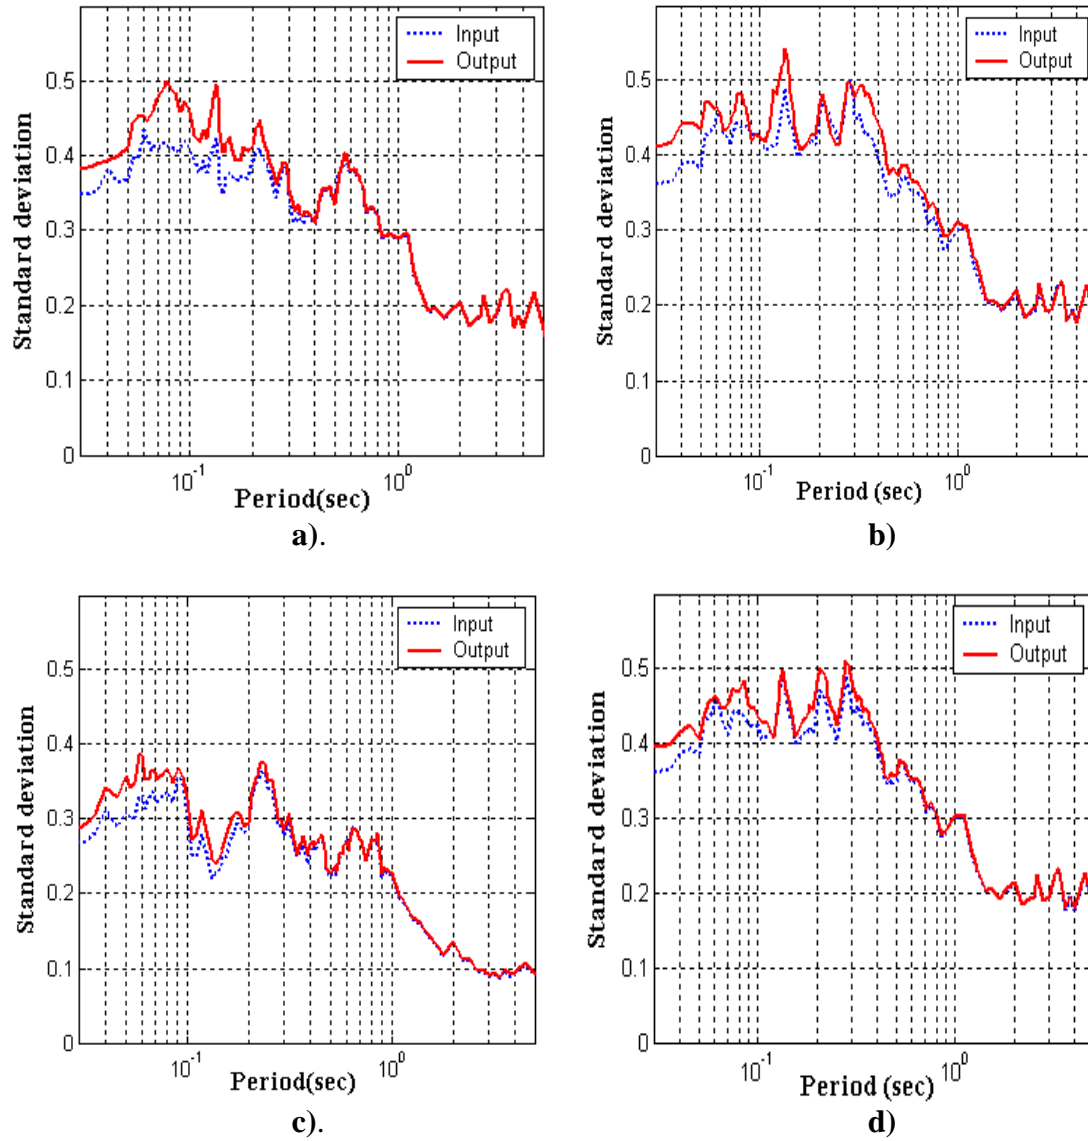 Input
Output
0.5
0.4
0.3
0.2
0.1
0
Standard deviation
10^-1
10^0
Period(sec)
a).
Input
Output
0.5
0.4
0.3
0.2
0.1
0
Standard deviation
10^-1
10^0
Period (sec)
b)
Input
Output
0.5
0.4
0.3
0.2
0.1
0
Standard deviation
10^-1
10^0
Period(sec)
c).
Input
Output
0.5
0.4
0.3
0.2
0.1
0
Standard deviation
10^-1
10^0
Period (sec)
d)